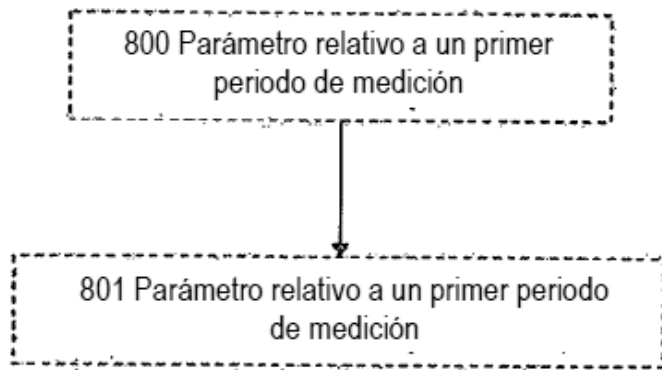 800 Parámetro relativo a un primer
periodo de medición
801 Parámetro relativo a un primer periodo
de medición